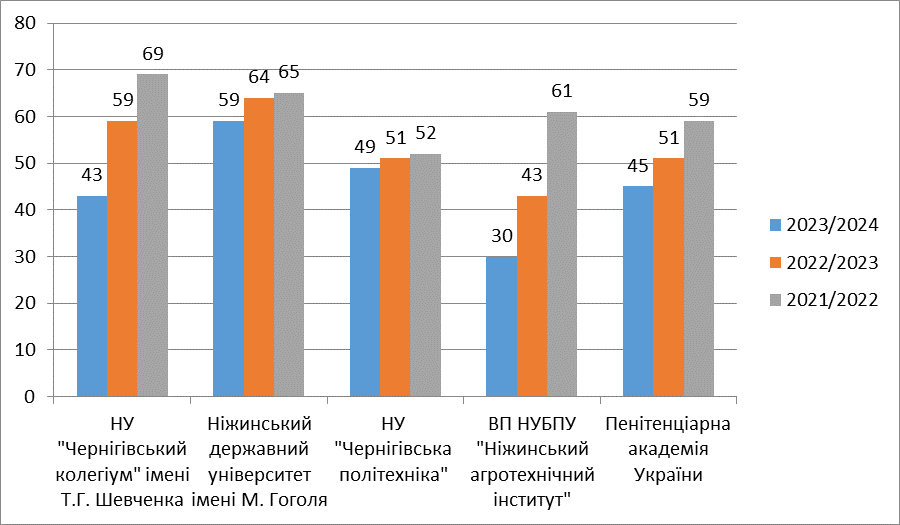 80
70
60
50
40
30
20
10
0
43
59
69
59
64
65
49
51
52
30
43
61
45
51
59
НУ
"Чернігівський
колегіум" імені
Т.Г. Шевченка
Ніжинський
державний
університет
імені М. Гоголя
НУ
"Чернігівська
політехніка"
ВП НУБПУ
"Ніжинський
агротехнічний
інститут"
Пенітенціарна
академія
України
2023/2024
2022/2023
2021/2022